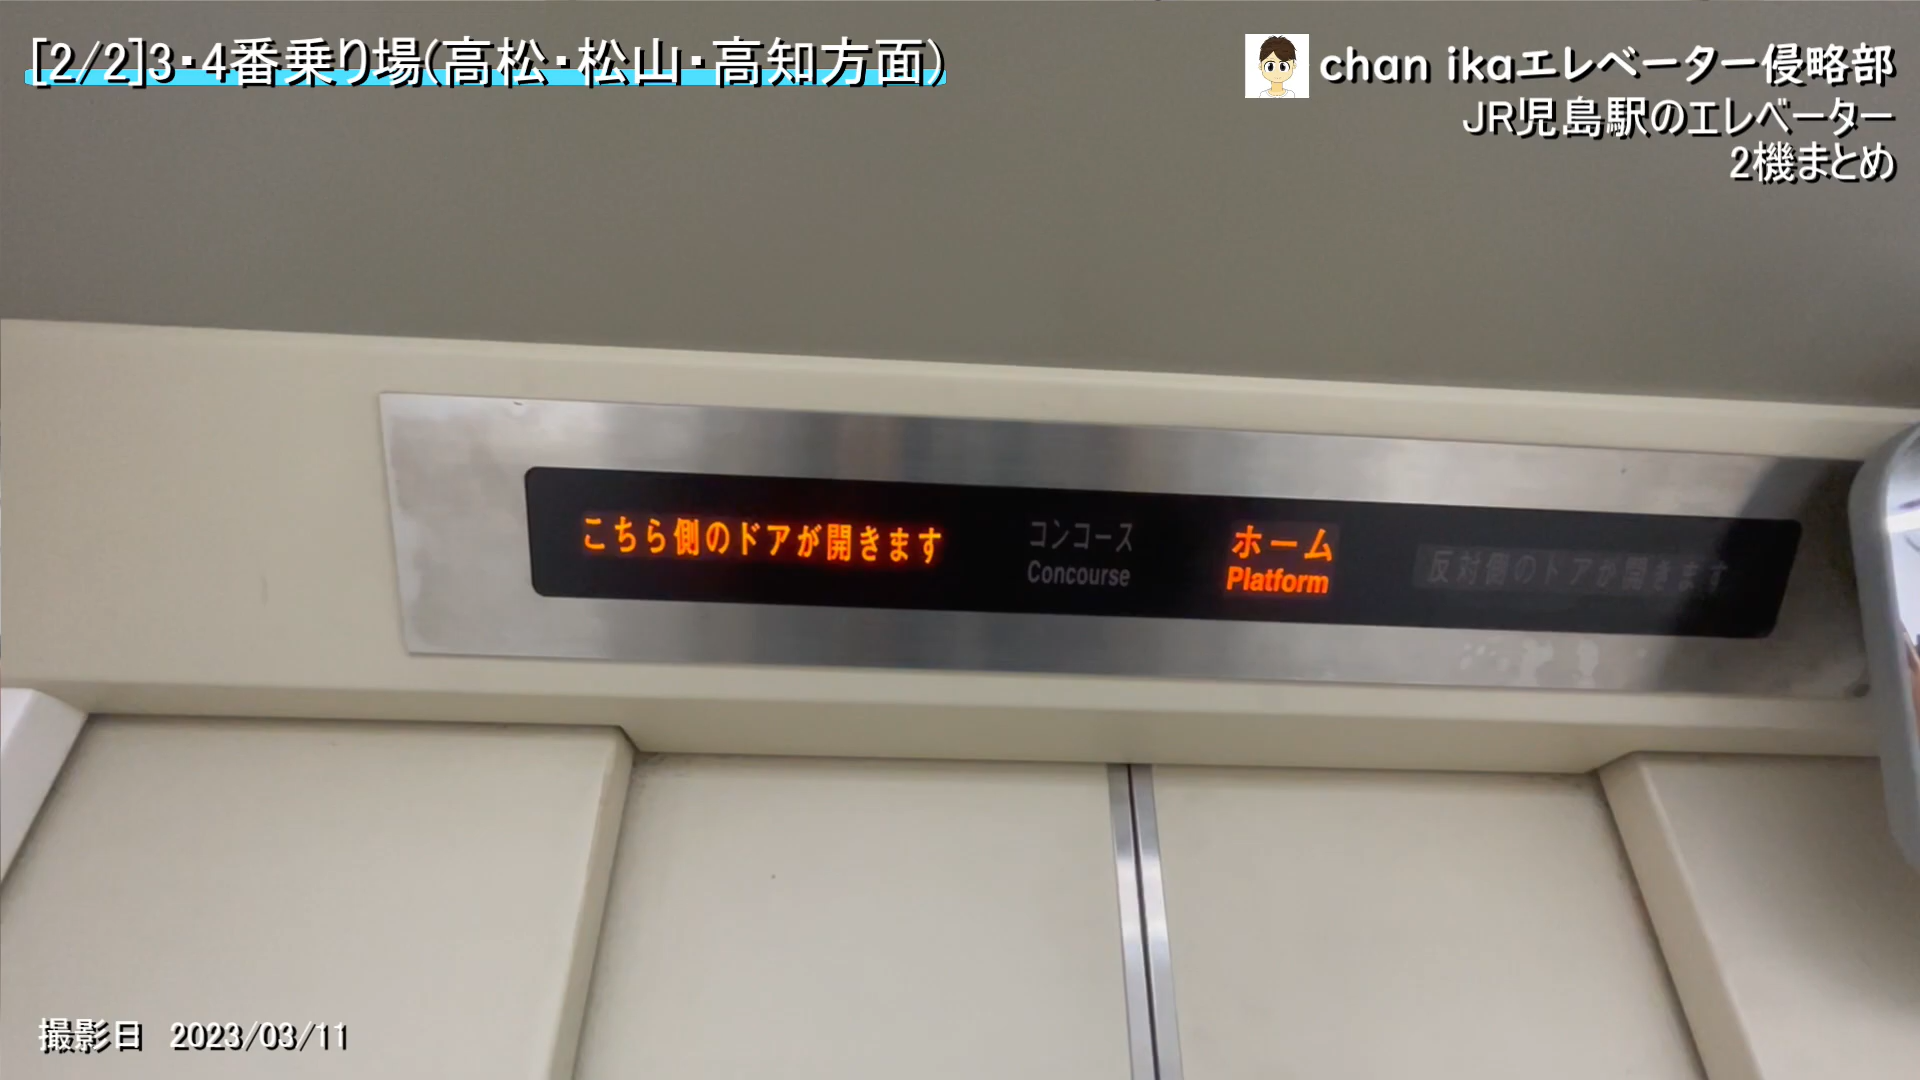 [2/2]3・4番乗り場(高松・松山・高知方面)
chan ikaエレベーター侵略部
JR児島駅のエレベーター
2機まとめ
こちら側のドアが開きます
コンコース
Concourse
ホーム
Platform
反対側のドアが開きます
撮影日 2023/03/11